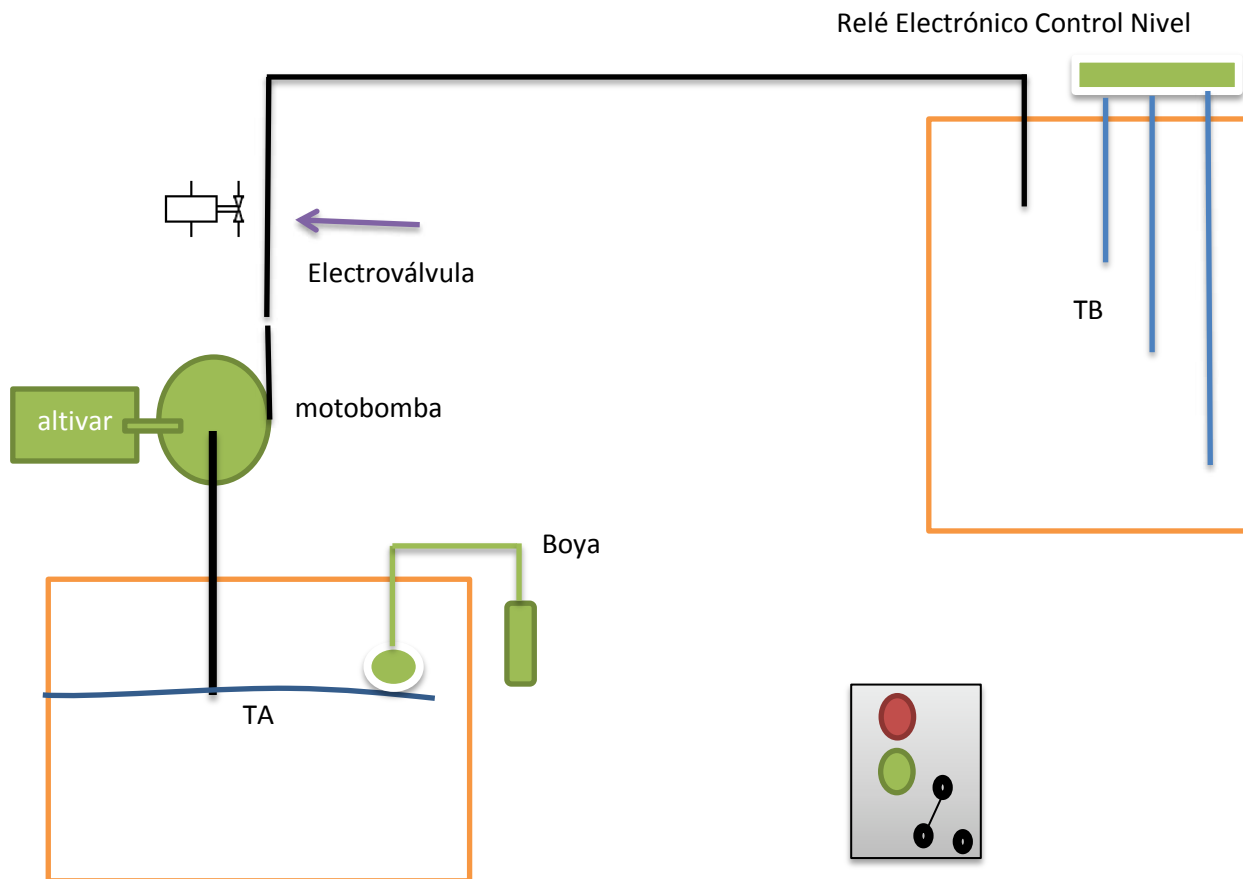 Relé Electrónico Control Nivel
Electroválvula
TB
altivar
motobomba
Boya
TA